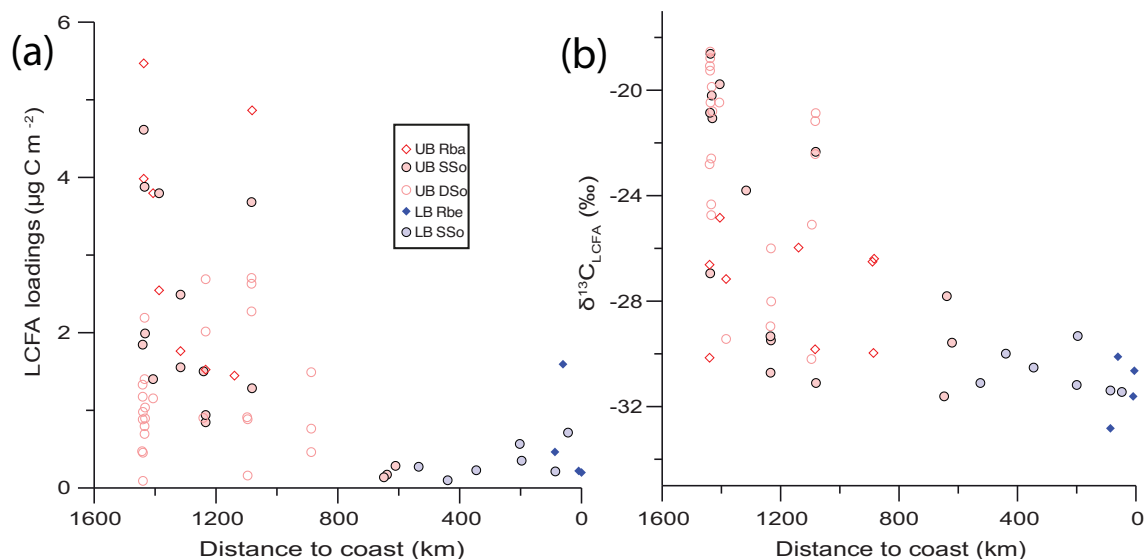 (a)
LCFA loadings (µg C m⁻²)
6
4
2
0
1600 1200 800 400 0
Distance to coast (km)
UB Rba
UB SSo
UB DSo
LB Rbe
LB SSo
(b)
δ¹³C_LCFA (‰)
-20
-24
-28
-32
1600 1200 800 400 0
Distance to coast (km)